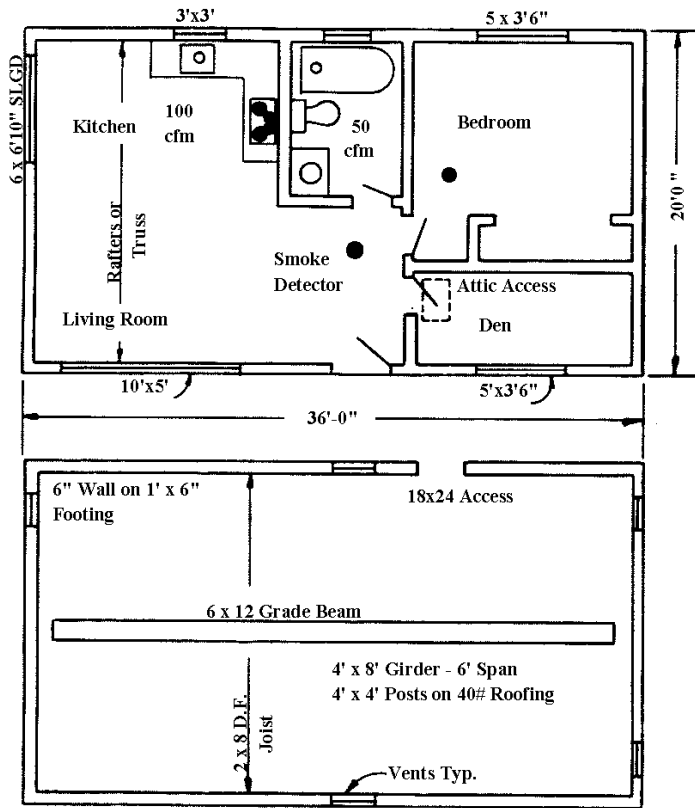 3'x3'
5 x 3'6"
6 x 6'10" SLGD
Kitchen
100
cfm
50
cfm
Bedroom
20'0 "
Rafters or
Truss
Smoke
Detector
Attic Access
Den
Living Room
10'x5'
5'x3'6"
36'-0"
6" Wall on 1' x 6"
Footing
18x24 Access
6 x 12 Grade Beam
4' x 8' Girder - 6' Span
4' x 4' Posts on 40# Roofing
2 x 8 D.F.
Joist
Vents Typ.